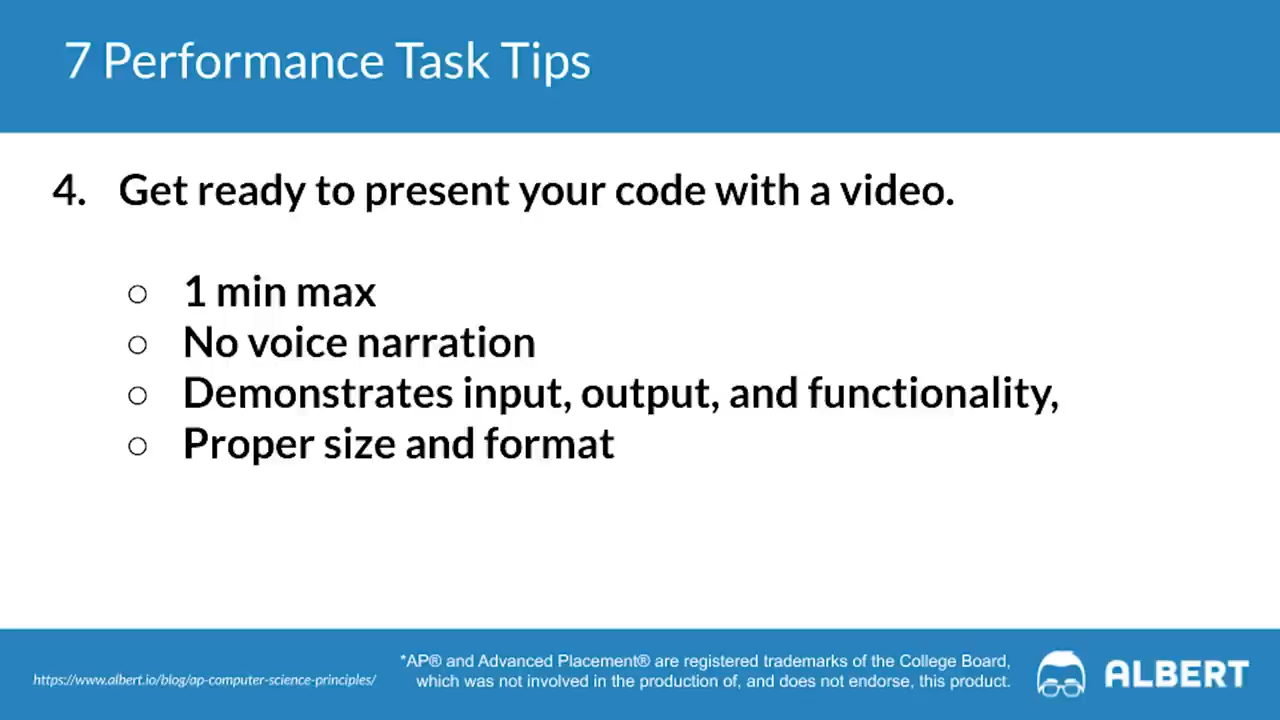 7 Performance Task Tips
4. Get ready to present your code with a video.
○ 1 min max
○ No voice narration
○ Demonstrates input, output, and functionality,
○ Proper size and format
https://www.albert.io/blog/ap-computer-science-principles/
*AP® and Advanced Placement® are registered trademarks of the College Board,
which was not involved in the production of, and does not endorse, this product.
ALBERT